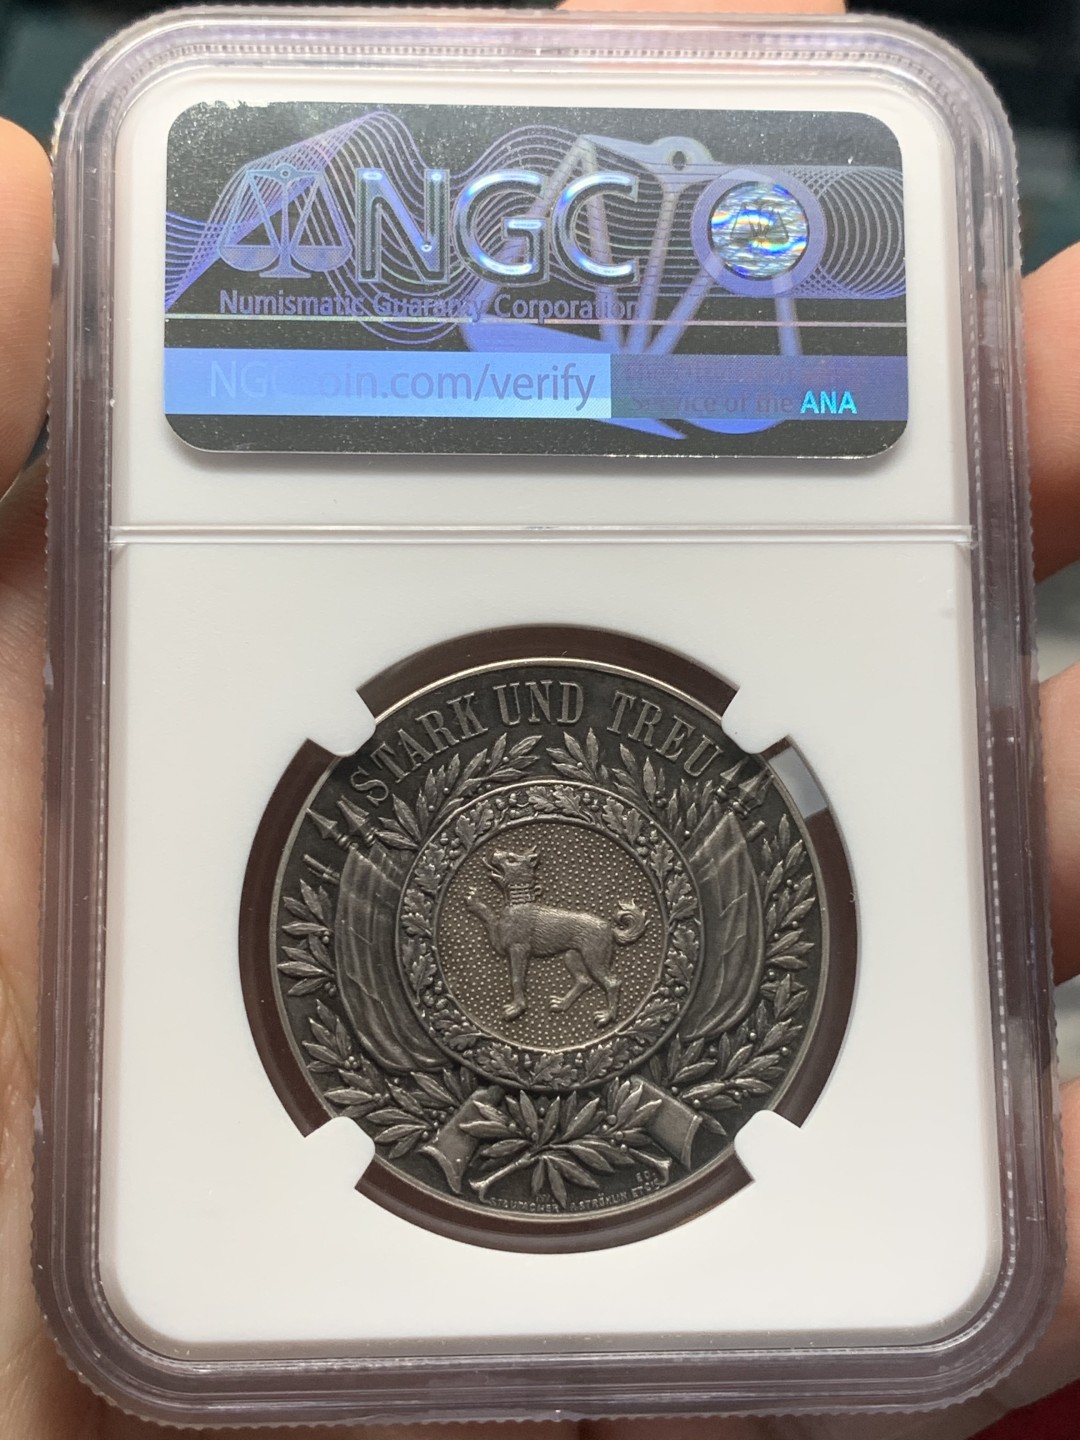 NGC
Numismatic Guaranty Corporation
NGCcoin.com/verify
Service of the ANA
STARK UND TREU